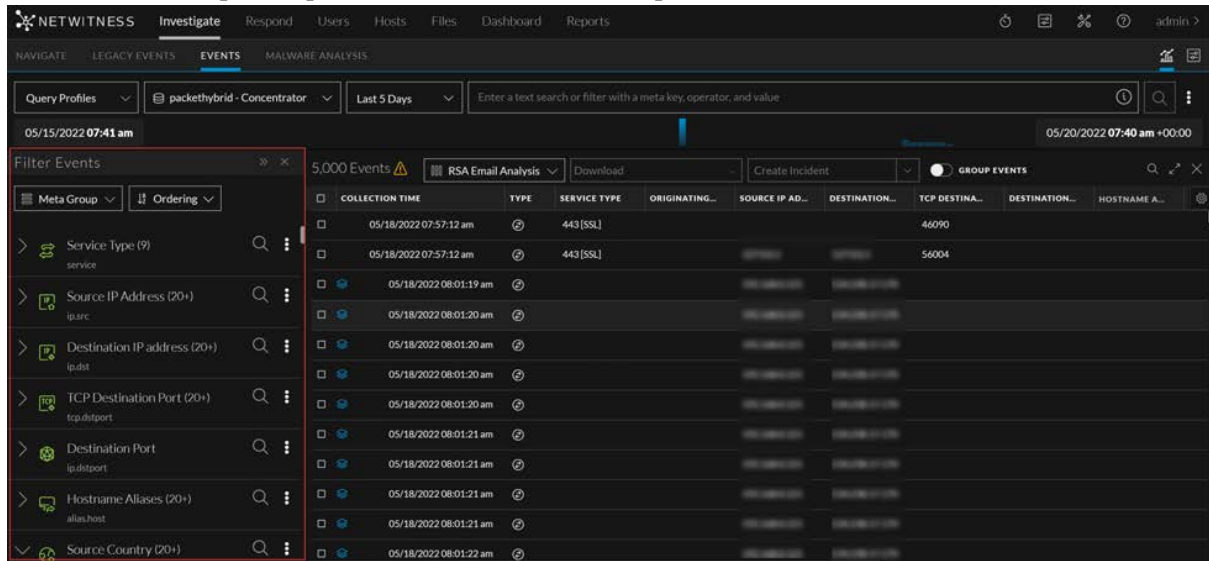 NETWITNESS Investigate Respond Users Hosts Files Dashboard Reports admin >
NAVIGATE LEGACY EVENTS EVENTS MALWARE ANALYSIS
Query Profiles packethybrid - Concentrator Last 5 Days Enter a text search or filter with a meta key, operator, and value
05/15/2022 07:41 am 05/20/2022 07:40 am +00:00
Filter Events
Meta Group Ordering
Service Type (9)
service
Source IP Address (20+)
ip.src
Destination IP address (20+)
ip.dst
TCP Destination Port (20+)
tcp.dstport
Destination Port
ip.dstport
Hostname Aliases (20+)
alias.host
Source Country (20+)
5,000 Events RSA Email Analysis Download Create Incident GROUP EVENTS
COLLECTION TIME TYPE SERVICE TYPE ORIGINATING... SOURCE IP AD... DESTINATION... TCP DESTINA... DESTINATION... HOSTNAME A...
05/18/2022 07:57:12 am 443 [SSL] 46090
05/18/2022 07:57:12 am 443 [SSL] 56004
05/18/2022 08:01:19 am
05/18/2022 08:01:20 am
05/18/2022 08:01:20 am
05/18/2022 08:01:20 am
05/18/2022 08:01:20 am
05/18/2022 08:01:21 am
05/18/2022 08:01:21 am
05/18/2022 08:01:21 am
05/18/2022 08:01:21 am
05/18/2022 08:01:22 am